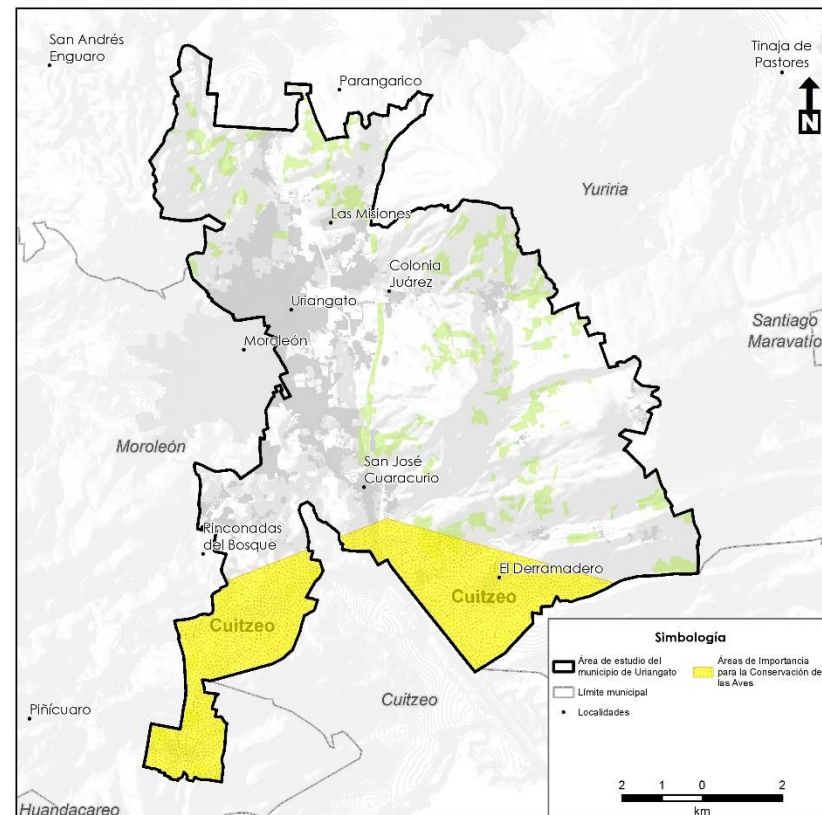 San Andrés
Enguaro
Parangarico
Tinaja de
Pastores
N
Yuriria
Las Misiones
Colonia
Juárez
Uriangato
Santiago
Maravatío
Moroleón
Moroleón
San José
Cuaracurio
Rinconadas
del Bosque
El Derramadero
Cuitzeo
Cuitzeo
Cuitzeo
Piñícuaro
Huandacareo
Simbología
Área de estudio del
municipio de Uriangato
Límite municipal
Localidades
Áreas de Importancia
para la Conservación de
las Aves
2 1 0 2
km